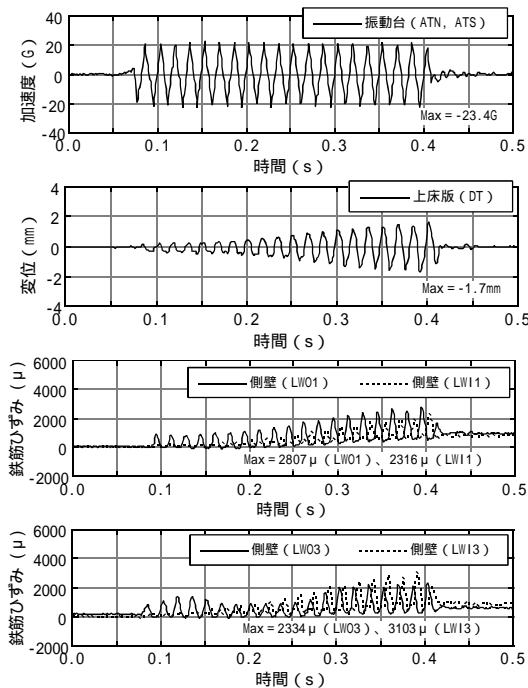 振動台(ATN, ATS)
加速度(G)
40
20
0
-20
-40
Max = -23.4G
0.0 0.1 0.2 0.3 0.4 0.5
時間(s)
上床版(DT)
変位(mm)
4
2
0
-2
-4
Max = -1.7mm
0.0 0.1 0.2 0.3 0.4 0.5
時間(s)
側壁(LWO1) 側壁(LWI1)
鉄筋ひずみ(μ)
6000
4000
2000
0
-2000
Max = 2807μ(LWO1)、2316μ(LWI1)
0.0 0.1 0.2 0.3 0.4 0.5
時間(s)
側壁(LWO3) 側壁(LWI3)
鉄筋ひずみ(μ)
6000
4000
2000
0
-2000
Max = 2334μ(LWO3)、3103μ(LWI3)
0.0 0.1 0.2 0.3 0.4 0.5
時間(s)